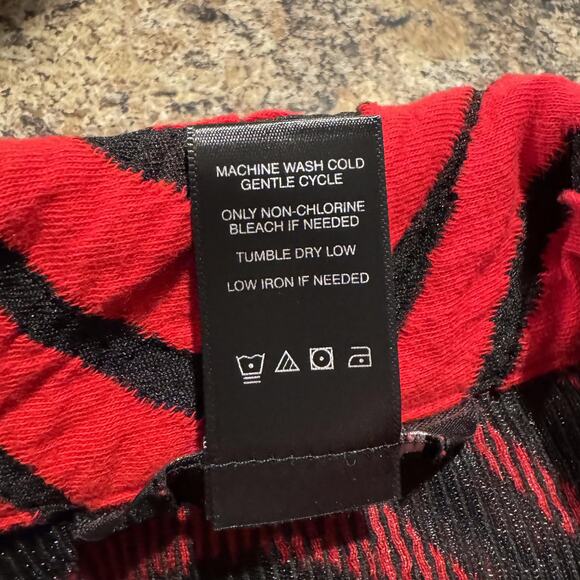 MACHINE WASH COLD
GENTLE CYCLE
ONLY NON-CHLORINE
BLEACH IF NEEDED
TUMBLE DRY LOW
LOW IRON IF NEEDED